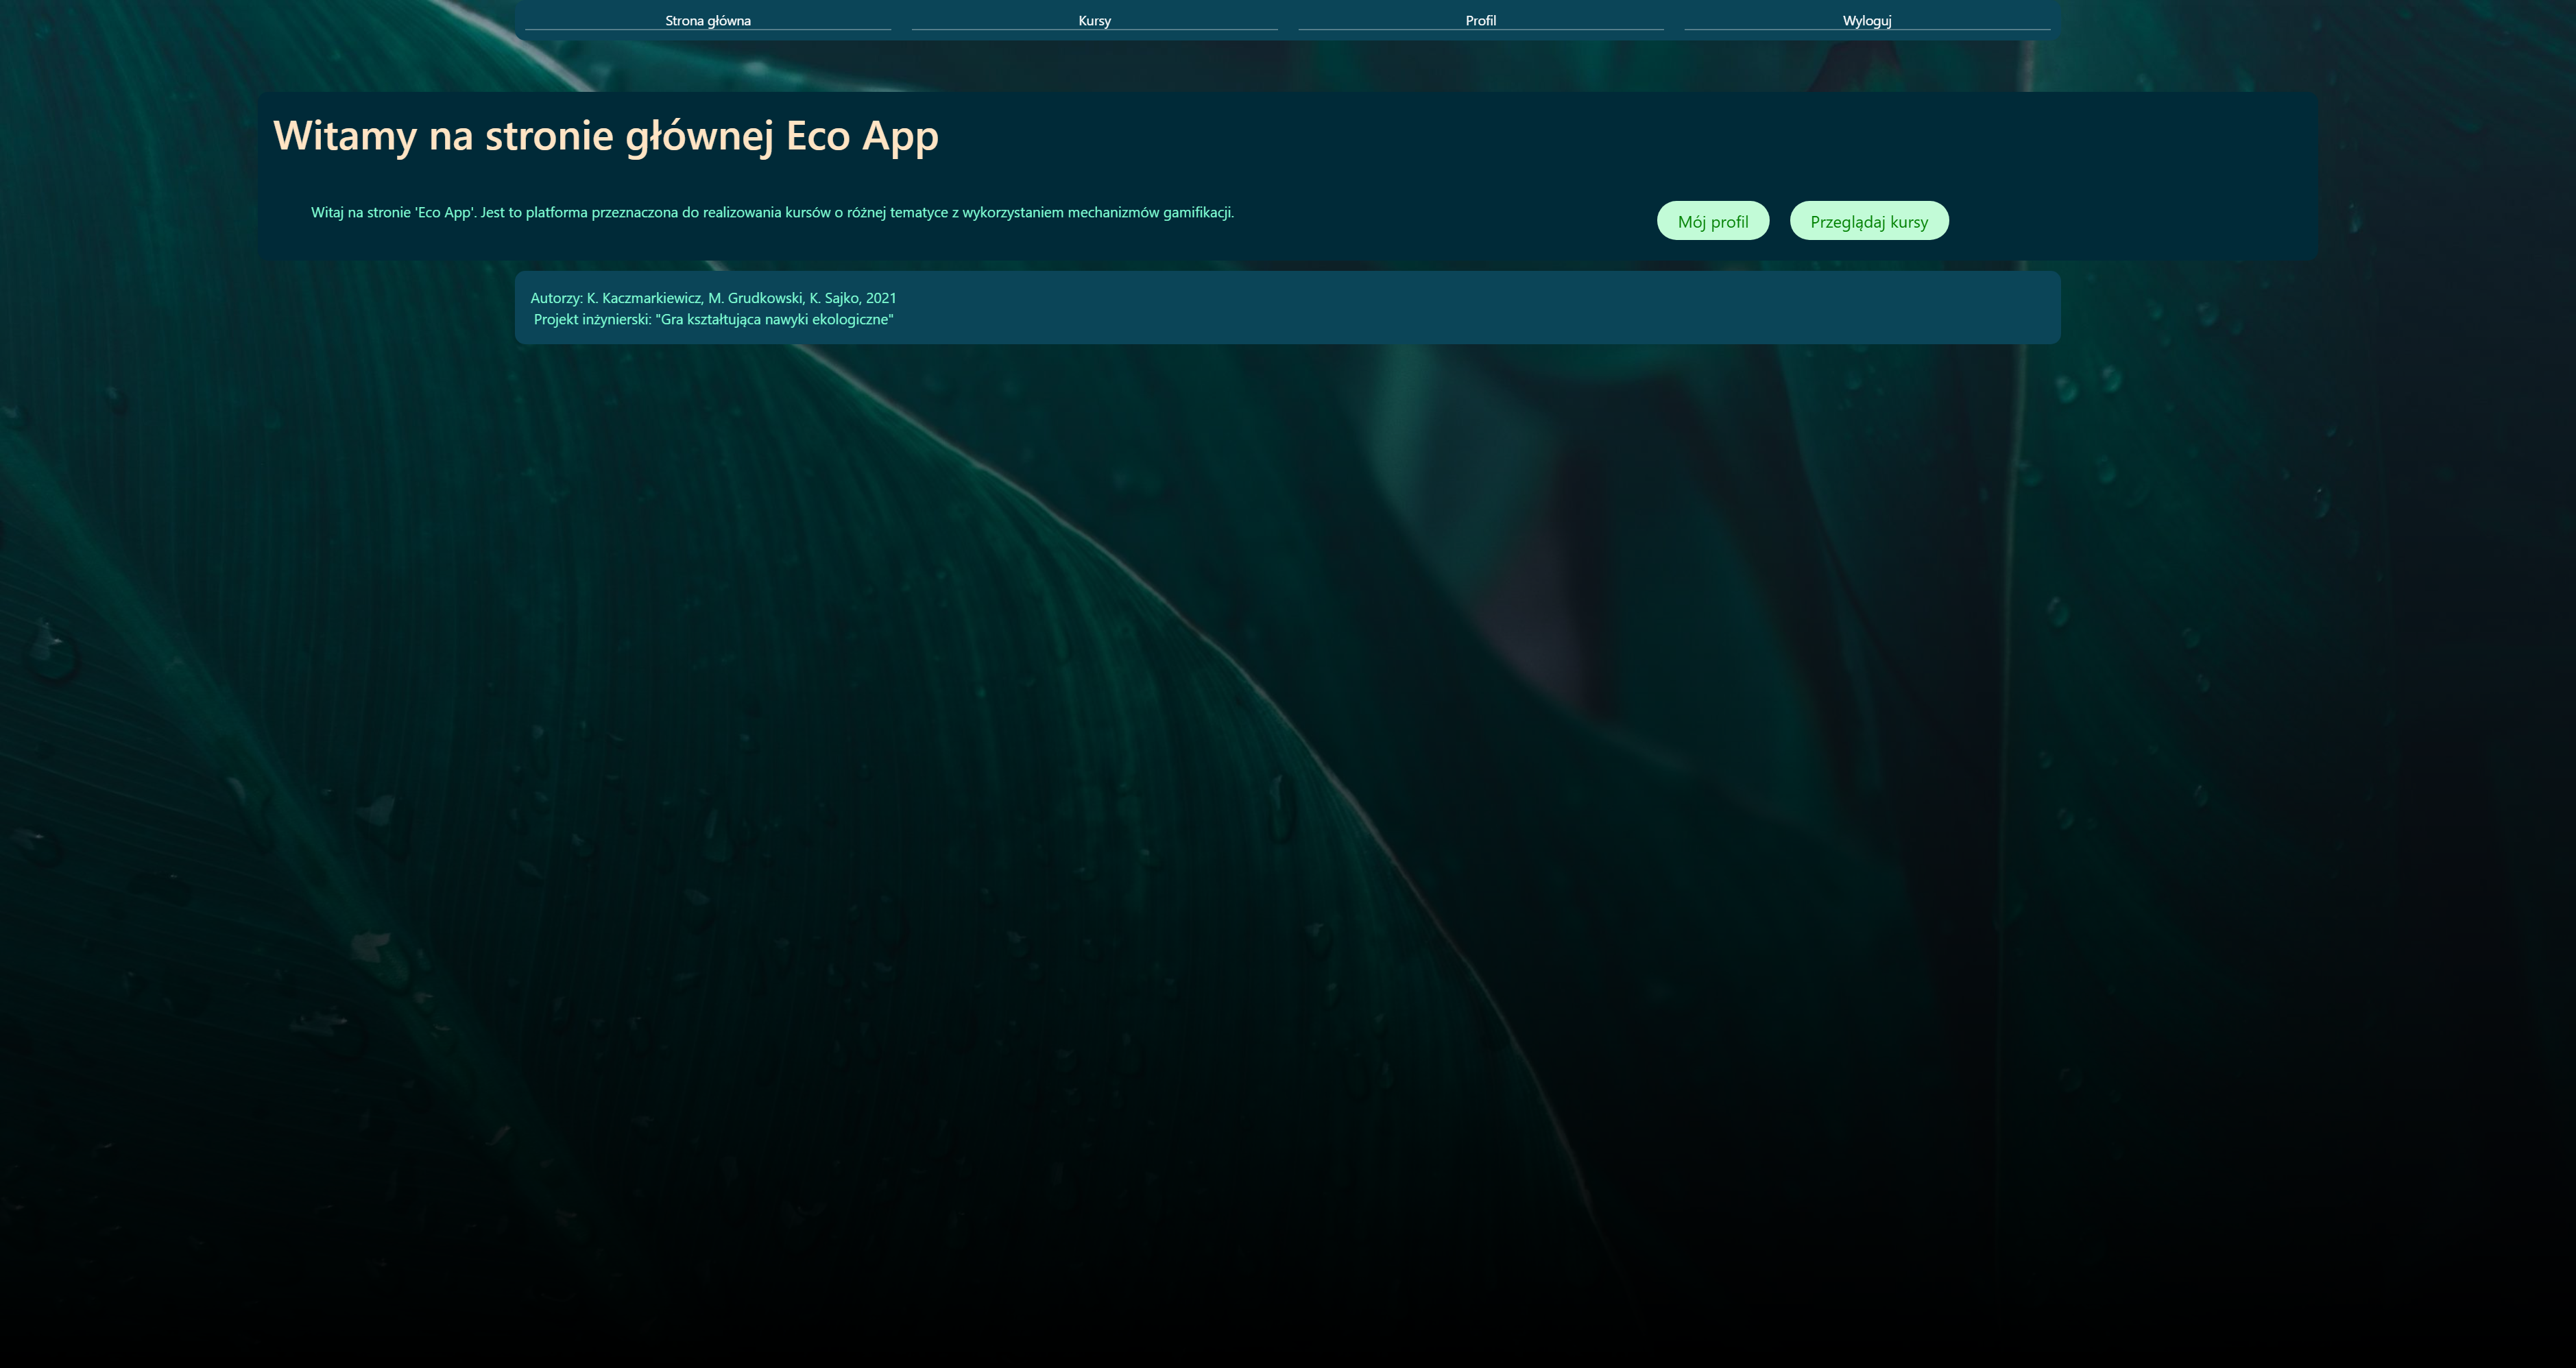 Strona główna
Kursy
Profil
Wyloguj
Witamy na stronie głównej Eco App
Witaj na stronie 'Eco App'. Jest to platforma przeznaczona do realizowania kursów o różnej tematyce z wykorzystaniem mechanizmów gamifikacji.
Mój profil
Przeglądaj kursy
Autorzy: K. Kaczmarkiewicz, M. Grudkowski, K. Sajko, 2021
Projekt inżynierski: "Gra kształtująca nawyki ekologiczne"